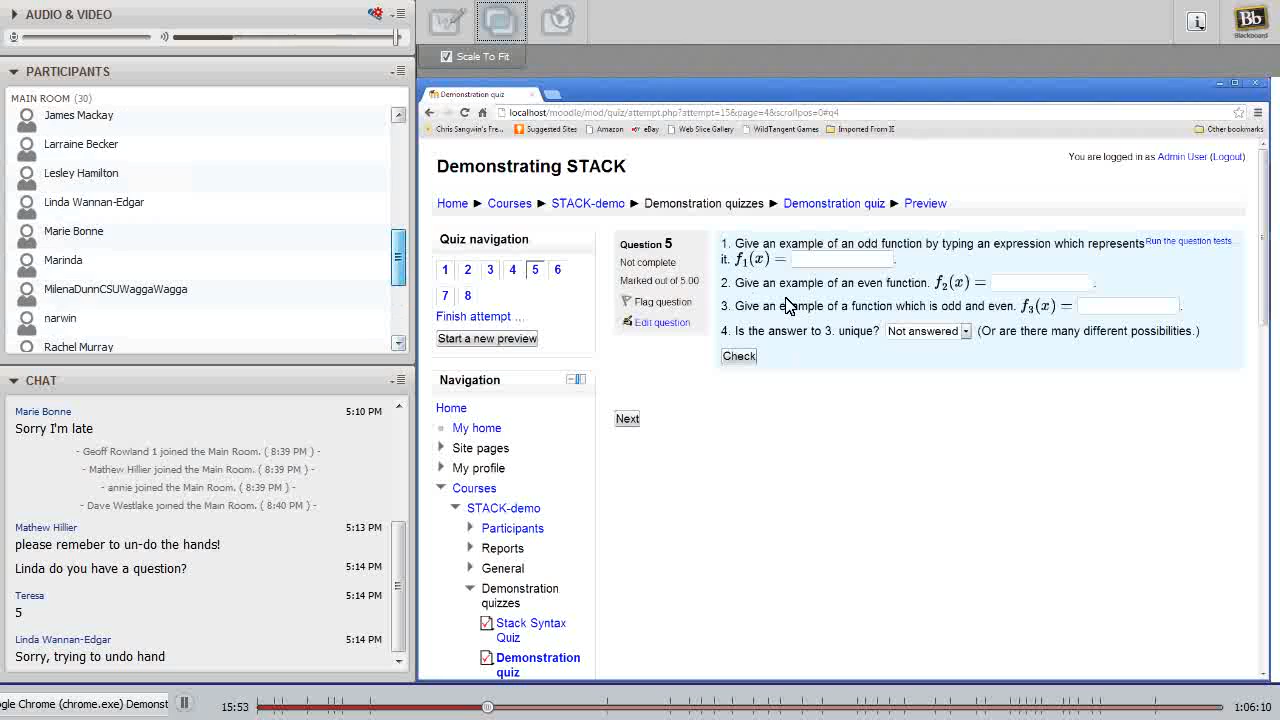 AUDIO & VIDEO
PARTICIPANTS
MAIN ROOM (30)
James Mackay
Larraine Becker
Lesley Hamilton
Linda Wannan-Edgar
Marie Bonne
Marinda
MilenaDunnCSUWaggaWagga
narwin
Rachel Murray
CHAT
Marie Bonne 5:10 PM
Sorry I'm late
- Geoff Rowland 1 joined the Main Room. ( 8:39 PM ) -
- Mathew Hillier joined the Main Room. ( 8:39 PM ) -
- annie joined the Main Room. ( 8:39 PM ) -
- Dave Westlake joined the Main Room. ( 8:40 PM ) -
Mathew Hillier 5:13 PM
please remeber to un-do the hands!
Linda do you have a question? 5:14 PM
Teresa 5:14 PM
5
Linda Wannan-Edgar 5:14 PM
Sorry, trying to undo hand
Scale To Fit
Bb
Blackboard
Demonstration quiz
localhost/moodle/mod/quiz/attempt.php?attempt=15&page=4&scrollpos=0#q4
Chris Sangwin's Fre... Suggested Sites Amazon eBay Web Slice Gallery WildTangent Games Imported From IE Other bookmarks
Demonstrating STACK
You are logged in as Admin User (Logout)
Home ► Courses ► STACK-demo ► Demonstration quizzes ► Demonstration quiz ► Preview
Quiz navigation
1 2 3 4 5 6
7 8
Finish attempt ...
Start a new preview
Question 5
Not complete
Marked out of 5.00
Flag question
Edit question
1. Give an example of an odd function by typing an expression which represents
it. f₁(x) = .
Run the question tests...
2. Give an example of an even function. f₂(x) = .
3. Give an example of a function which is odd and even. f₃(x) = .
4. Is the answer to 3. unique? Not answered (Or are there many different possibilities.)
Check
Next
Navigation
Home
My home
Site pages
My profile
Courses
STACK-demo
Participants
Reports
General
Demonstration
quizzes
Stack Syntax
Quiz
Demonstration
quiz
ogle Chrome (chrome.exe) Demonst
15:53
1:06:10